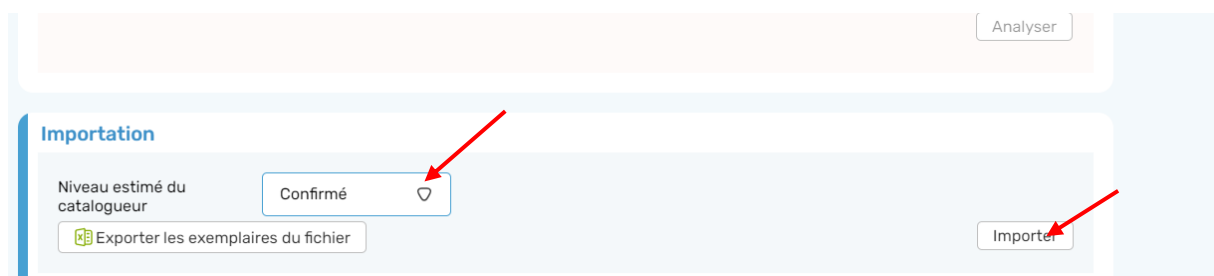 Analyser
Importation
Niveau estimé du
catalogueur
Confirmé
Exporter les exemplaires du fichier
Importer